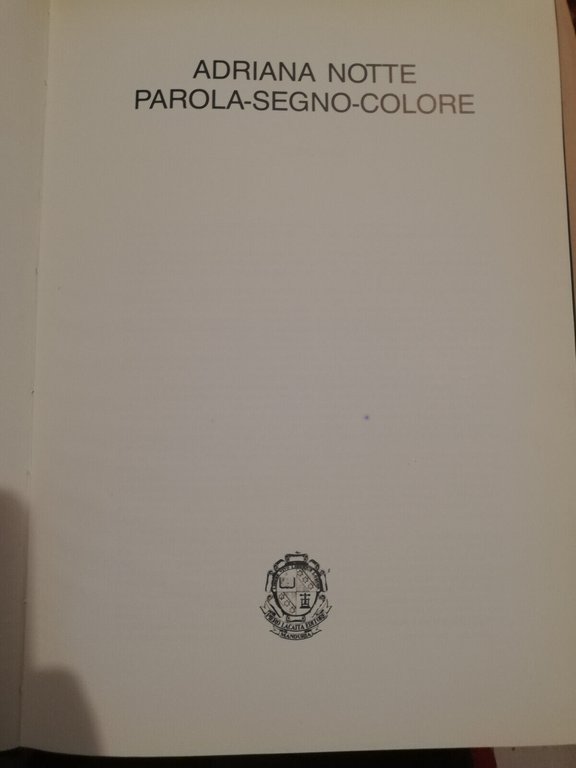 ADRIANA NOTTE
PAROLA-SEGNO-COLORE
PIERO LACAITA EDITORE
MANDURIA